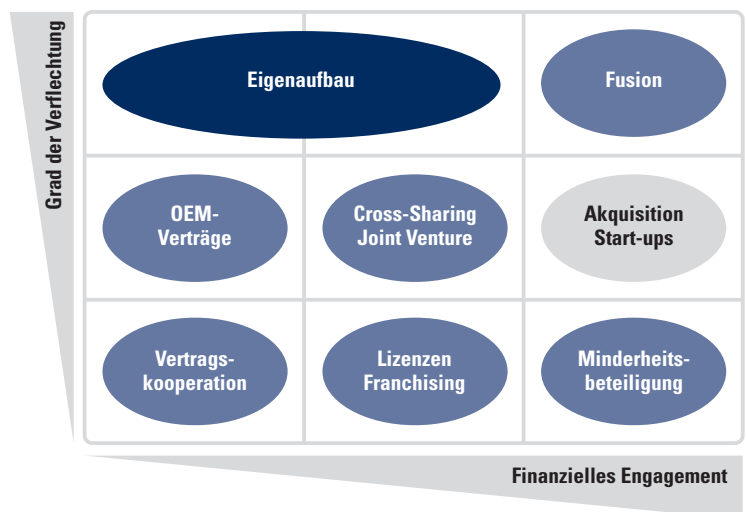 Grad der Verflechtung
Eigenaufbau
Fusion
OEM-
Verträge
Cross-Sharing
Joint Venture
Akquisition
Start-ups
Vertrags-
kooperation
Lizenzen
Franchising
Minderheits-
beteiligung
Finanzielles Engagement